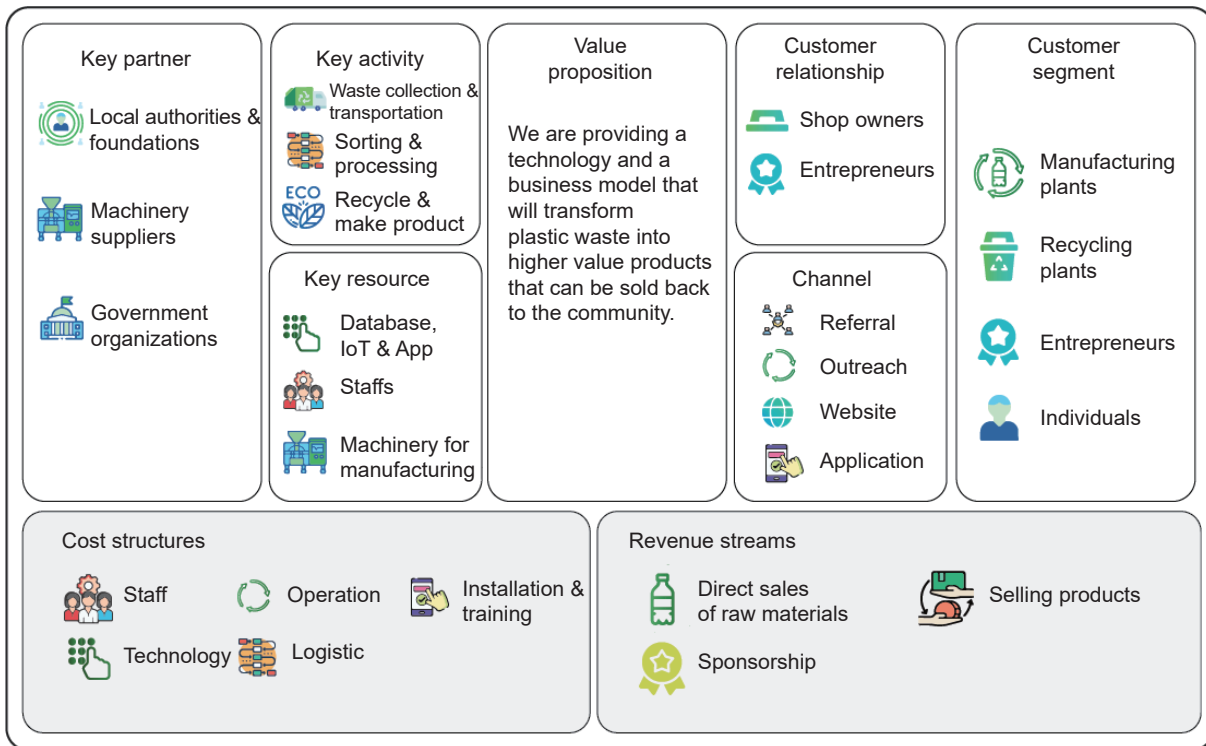 Key partner
Local authorities &
foundations
Machinery
suppliers
Government
organizations
Key activity
Waste collection &
transportation
Sorting &
processing
ECO
Recycle &
make product
Key resource
Database,
IoT & App
Staffs
Machinery for
manufacturing
Value
proposition
We are providing a
technology and a
business model that
will transform
plastic waste into
higher value products
that can be sold back
to the community.
Customer
relationship
Shop owners
Entrepreneurs
Channel
Referral
Outreach
Website
Application
Customer
segment
Manufacturing
plants
Recycling
plants
Entrepreneurs
Individuals
Cost structures
Staff
Operation
Installation &
training
Technology
Logistic
Revenue streams
Direct sales
of raw materials
Selling products
Sponsorship